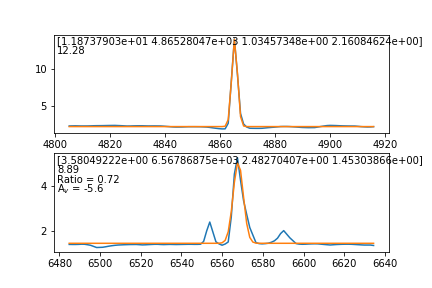 [1.18737903e+01 4.86528047e+03 1.03457348e+00 2.16084624e+00]
12.28
10
5
4800 4820 4840 4860 4880 4900 4920
[3.58049222e+00 6.56786875e+03 2.48270407e+00 1.45303866e+00]
8.89
Ratio = 0.72
Av = -5.6
4
2
6480 6500 6520 6540 6560 6580 6600 6620 6640